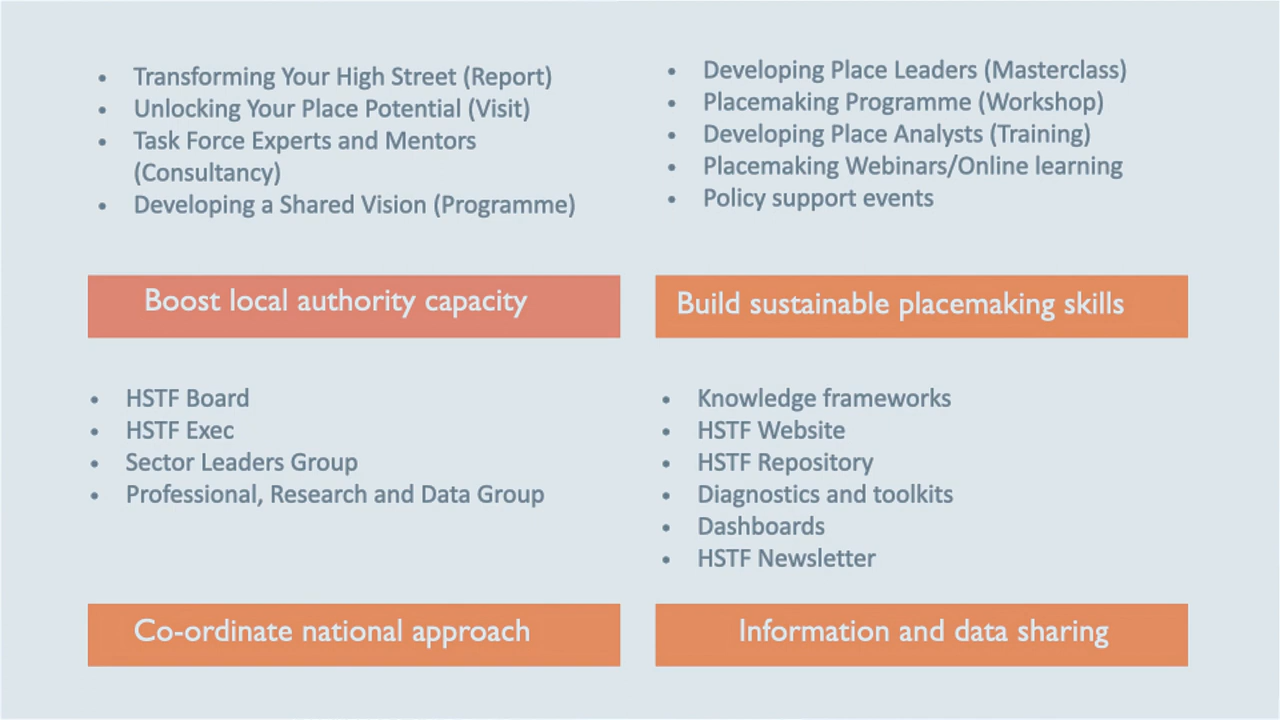 • Transforming Your High Street (Report)
• Unlocking Your Place Potential (Visit)
• Task Force Experts and Mentors
(Consultancy)
• Developing a Shared Vision (Programme)
Boost local authority capacity
• Developing Place Leaders (Masterclass)
• Placemaking Programme (Workshop)
• Developing Place Analysts (Training)
• Placemaking Webinars/Online learning
• Policy support events
Build sustainable placemaking skills
• HSTF Board
• HSTF Exec
• Sector Leaders Group
• Professional, Research and Data Group
Co-ordinate national approach
• Knowledge frameworks
• HSTF Website
• HSTF Repository
• Diagnostics and toolkits
• Dashboards
• HSTF Newsletter
Information and data sharing